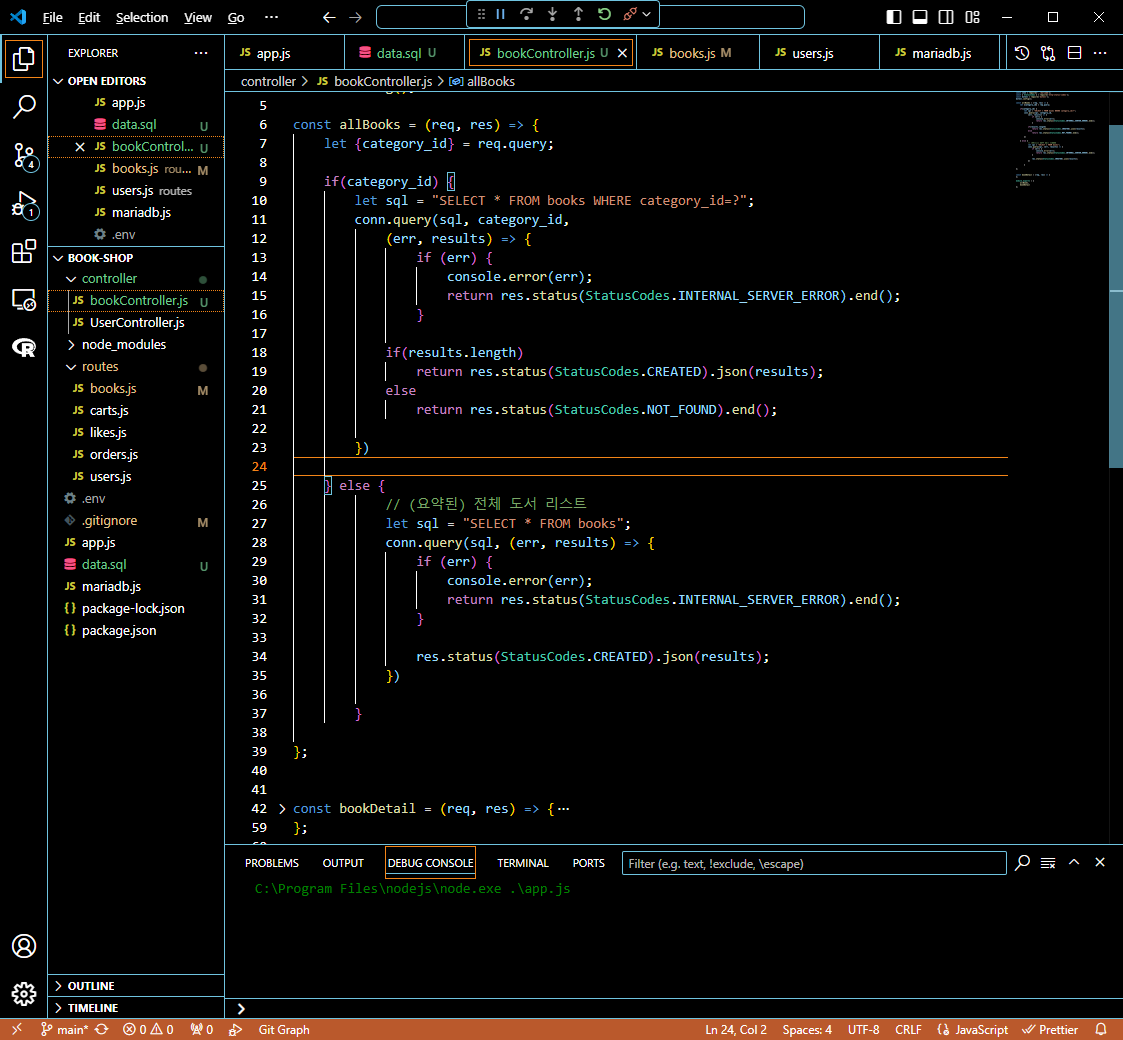 File Edit Selection View Go ···
EXPLORER ···
OPEN EDITORS
JS app.js
data.sql U
JS bookControl... U
JS books.js rou... M
JS users.js routes
JS mariadb.js
.env
BOOK-SHOP
controller
JS bookController.js U
JS UserController.js
node_modules
routes
JS books.js M
JS carts.js
JS likes.js
JS orders.js
JS users.js
.env
.gitignore M
JS app.js
data.sql U
JS mariadb.js
{} package-lock.json
{} package.json
OUTLINE
TIMELINE
4
1
JS app.js data.sql U JS bookController.js U JS books.js M JS users.js JS mariadb.js ···
controller > JS bookController.js > allBooks
5
6 const allBooks = (req, res) => {
7 let {category_id} = req.query;
8
9 if(category_id) {
10 let sql = "SELECT * FROM books WHERE category_id=?";
11 conn.query(sql, category_id,
12 (err, results) => {
13 if (err) {
14 console.error(err);
15 return res.status(StatusCodes.INTERNAL_SERVER_ERROR).end();
16 }
17
18 if(results.length)
19 return res.status(StatusCodes.CREATED).json(results);
20 else
21 return res.status(StatusCodes.NOT_FOUND).end();
22
23 })
24
25 } else {
26 // (요약된) 전체 도서 리스트
27 let sql = "SELECT * FROM books";
28 conn.query(sql, (err, results) => {
29 if (err) {
30 console.error(err);
31 return res.status(StatusCodes.INTERNAL_SERVER_ERROR).end();
32 }
33
34 res.status(StatusCodes.CREATED).json(results);
35 })
36
37 }
38
39 };
40
41
42 > const bookDetail = (req, res) => {···
59 };
PROBLEMS OUTPUT DEBUG CONSOLE TERMINAL PORTS Filter (e.g. text, !exclude, \escape)
C:\Program Files\nodejs\node.exe .\app.js
>
main* 0 0 0 Git Graph Ln 24, Col 2 Spaces: 4 UTF-8 CRLF JavaScript Prettier